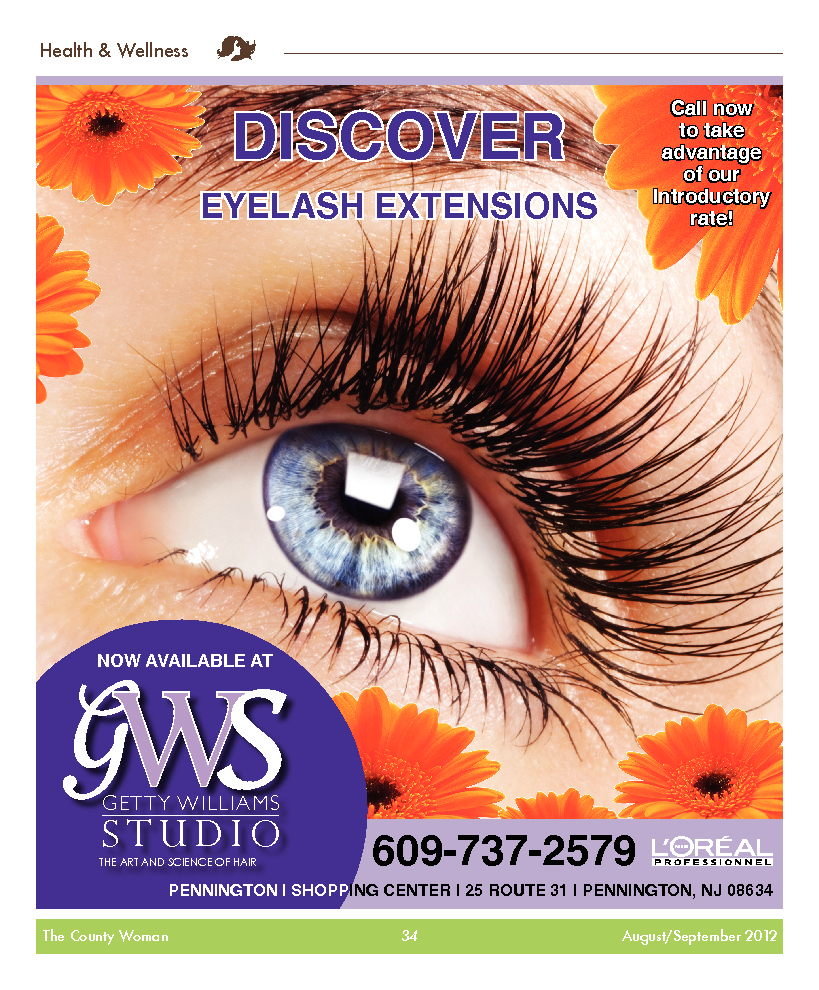 Health & Wellness
DISCOVER
EYELASH EXTENSIONS
Call now
to take
advantage
of our
Introductory
rate!
NOW AVAILABLE AT
GWS
GETTY WILLIAMS
STUDIO
THE ART AND SCIENCE OF HAIR
609-737-2579
L'ORÉAL
PROFESSIONNEL
PENNINGTON | SHOPPING CENTER | 25 ROUTE 31 | PENNINGTON, NJ 08634
The County Woman 34 August/September 2012